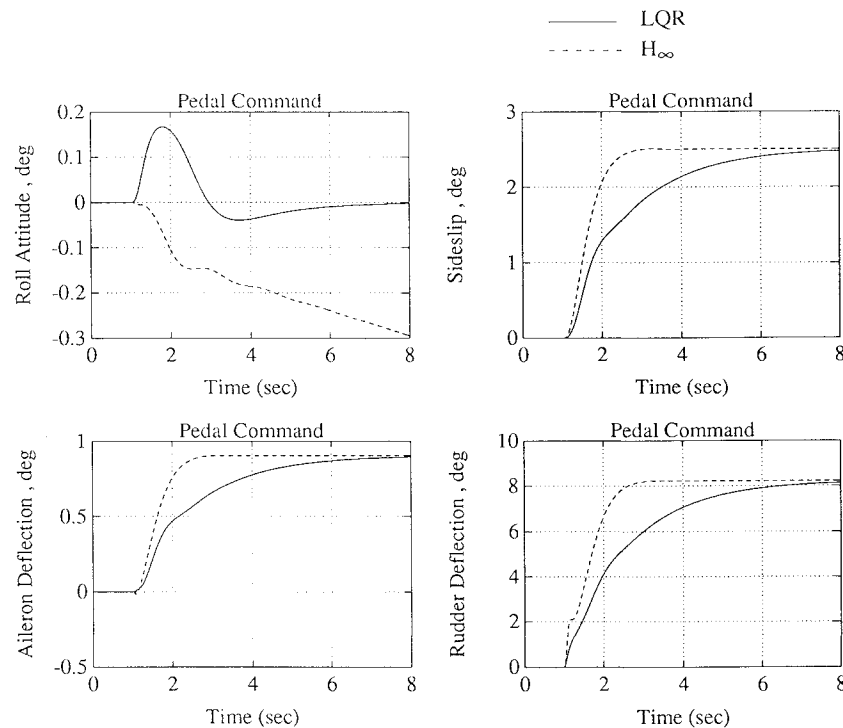 LQR
H∞
Pedal Command
0.2
0.1
0
-0.1
-0.2
-0.3
Roll Attitude , deg
0 2 4 6 8
Time (sec)
Pedal Command
3
2
1
0
Sideslip , deg
0 2 4 6 8
Time (sec)
Pedal Command
1
0.5
0
-0.5
Aileron Deflection , deg
0 2 4 6 8
Time (sec)
Pedal Command
10
8
6
4
2
0
Rudder Deflection , deg
0 2 4 6 8
Time (sec)